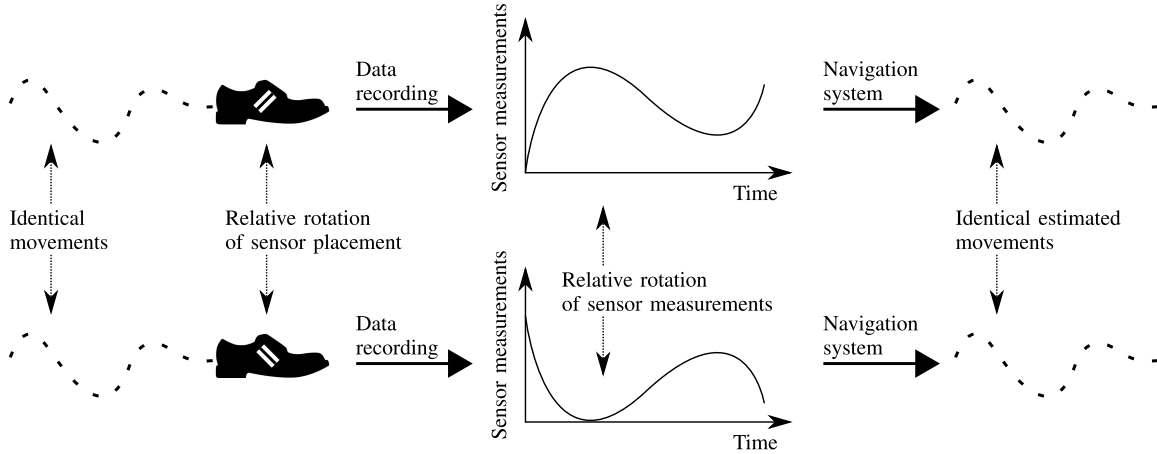 Data
recording
Sensor measurements
Time
Navigation
system
Identical
movements
Relative rotation
of sensor placement
Relative rotation
of sensor measurements
Identical estimated
movements
Data
recording
Sensor measurements
Time
Navigation
system